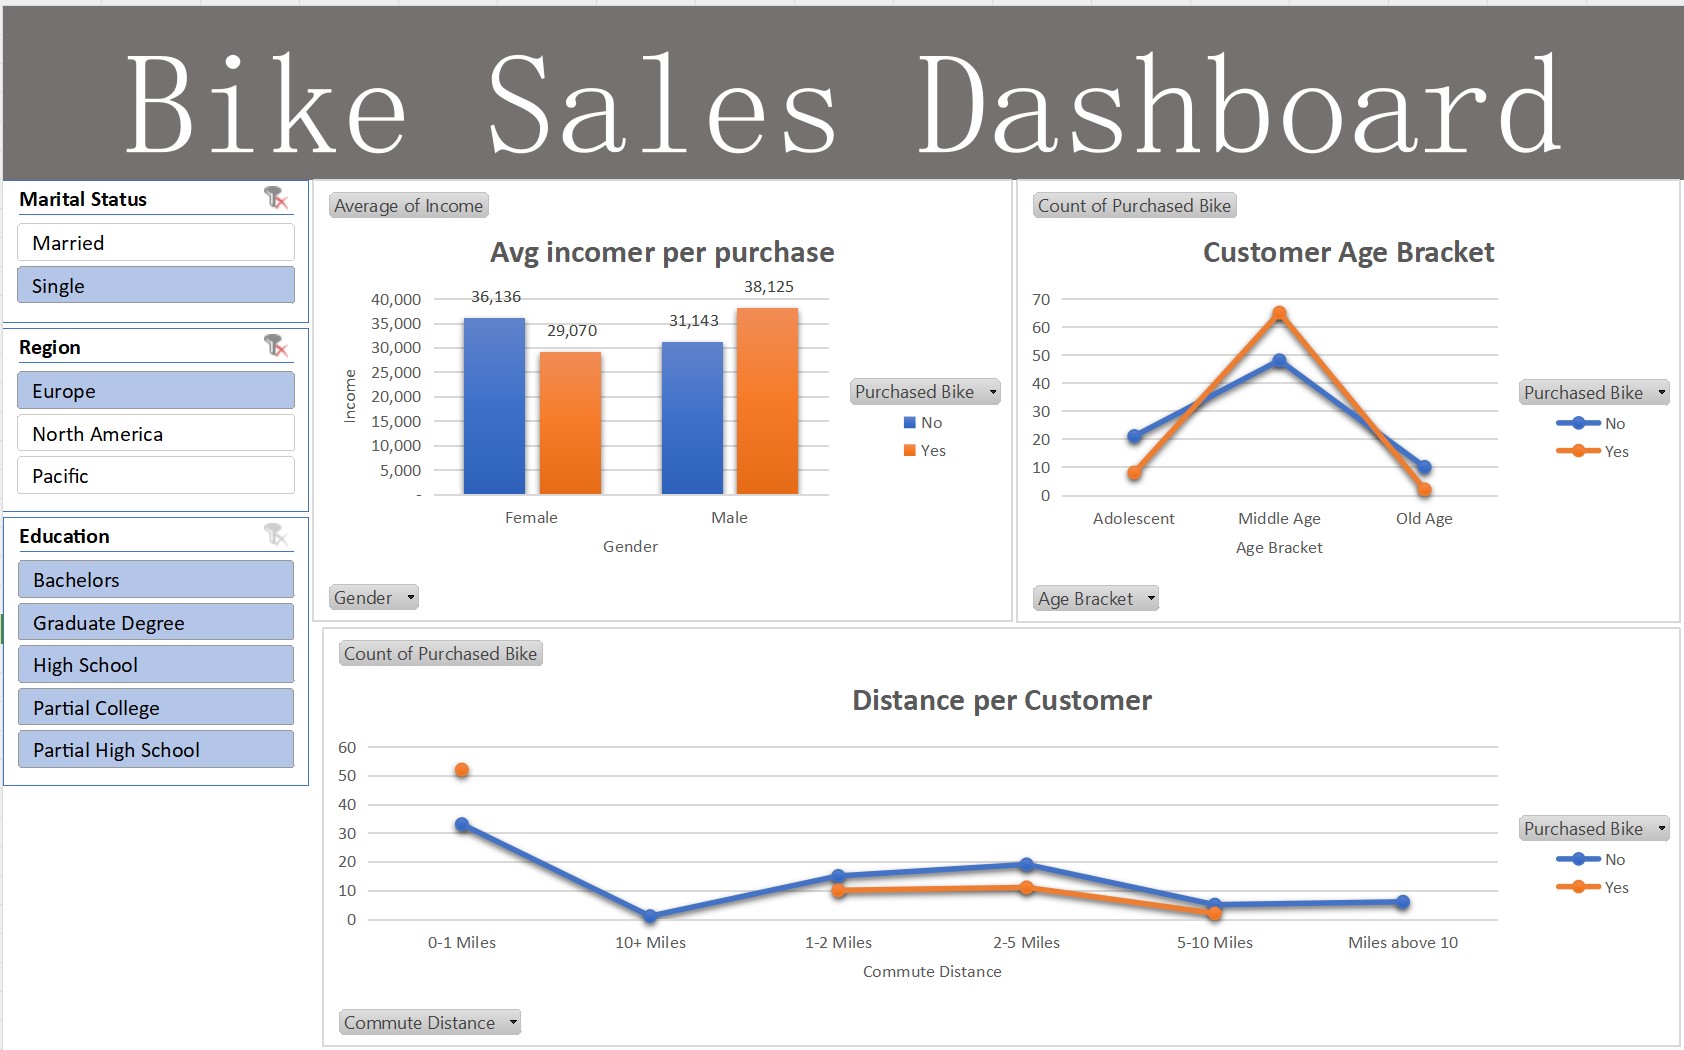 Bike Sales Dashboard
Marital Status
Married
Single
Region
Europe
North America
Pacific
Education
Bachelors
Graduate Degree
High School
Partial College
Partial High School
Average of Income
Avg incomer per purchase
40,000
35,000
30,000
25,000
20,000
15,000
10,000
5,000
-
Income
36,136
29,070
31,143
38,125
Female
Male
Gender
Purchased Bike
No
Yes
Gender
Count of Purchased Bike
Customer Age Bracket
70
60
50
40
30
20
10
0
Adolescent
Middle Age
Old Age
Age Bracket
Purchased Bike
No
Yes
Age Bracket
Count of Purchased Bike
Distance per Customer
60
50
40
30
20
10
0
0-1 Miles
10+ Miles
1-2 Miles
2-5 Miles
5-10 Miles
Miles above 10
Commute Distance
Purchased Bike
No
Yes
Commute Distance